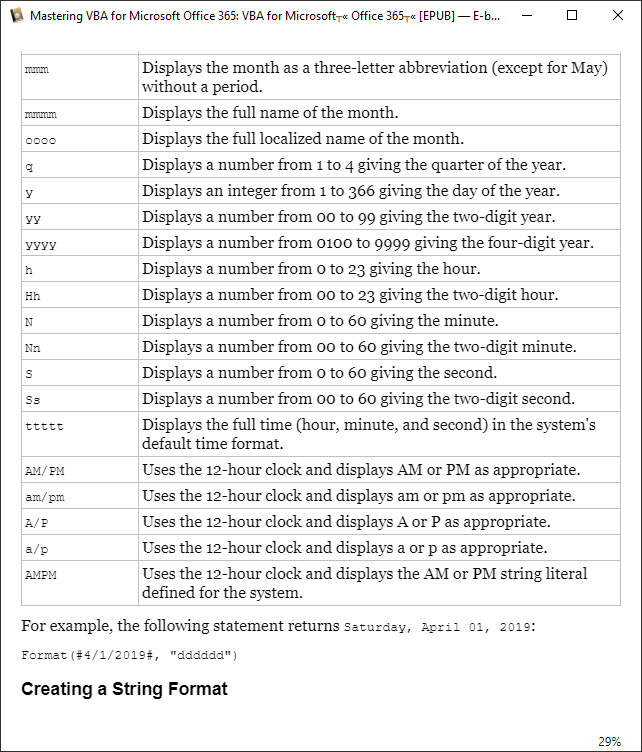 Mastering VBA for Microsoft Office 365: VBA for Microsoft┬« Office 365┬« [EPUB] — E-b...
mmm Displays the month as a three-letter abbreviation (except for May)
without a period.
mmmm Displays the full name of the month.
oooo Displays the full localized name of the month.
q Displays a number from 1 to 4 giving the quarter of the year.
y Displays an integer from 1 to 366 giving the day of the year.
yy Displays a number from 00 to 99 giving the two-digit year.
yyyy Displays a number from 0100 to 9999 giving the four-digit year.
h Displays a number from 0 to 23 giving the hour.
Hh Displays a number from 00 to 23 giving the two-digit hour.
N Displays a number from 0 to 60 giving the minute.
Nn Displays a number from 00 to 60 giving the two-digit minute.
S Displays a number from 0 to 60 giving the second.
Ss Displays a number from 00 to 60 giving the two-digit second.
ttttt Displays the full time (hour, minute, and second) in the system's
default time format.
AM/PM Uses the 12-hour clock and displays AM or PM as appropriate.
am/pm Uses the 12-hour clock and displays am or pm as appropriate.
A/P Uses the 12-hour clock and displays A or P as appropriate.
a/p Uses the 12-hour clock and displays a or p as appropriate.
AMPM Uses the 12-hour clock and displays the AM or PM string literal
defined for the system.
For example, the following statement returns Saturday, April 01, 2019:
Format(#4/1/2019#, "dddddd")
Creating a String Format
29%